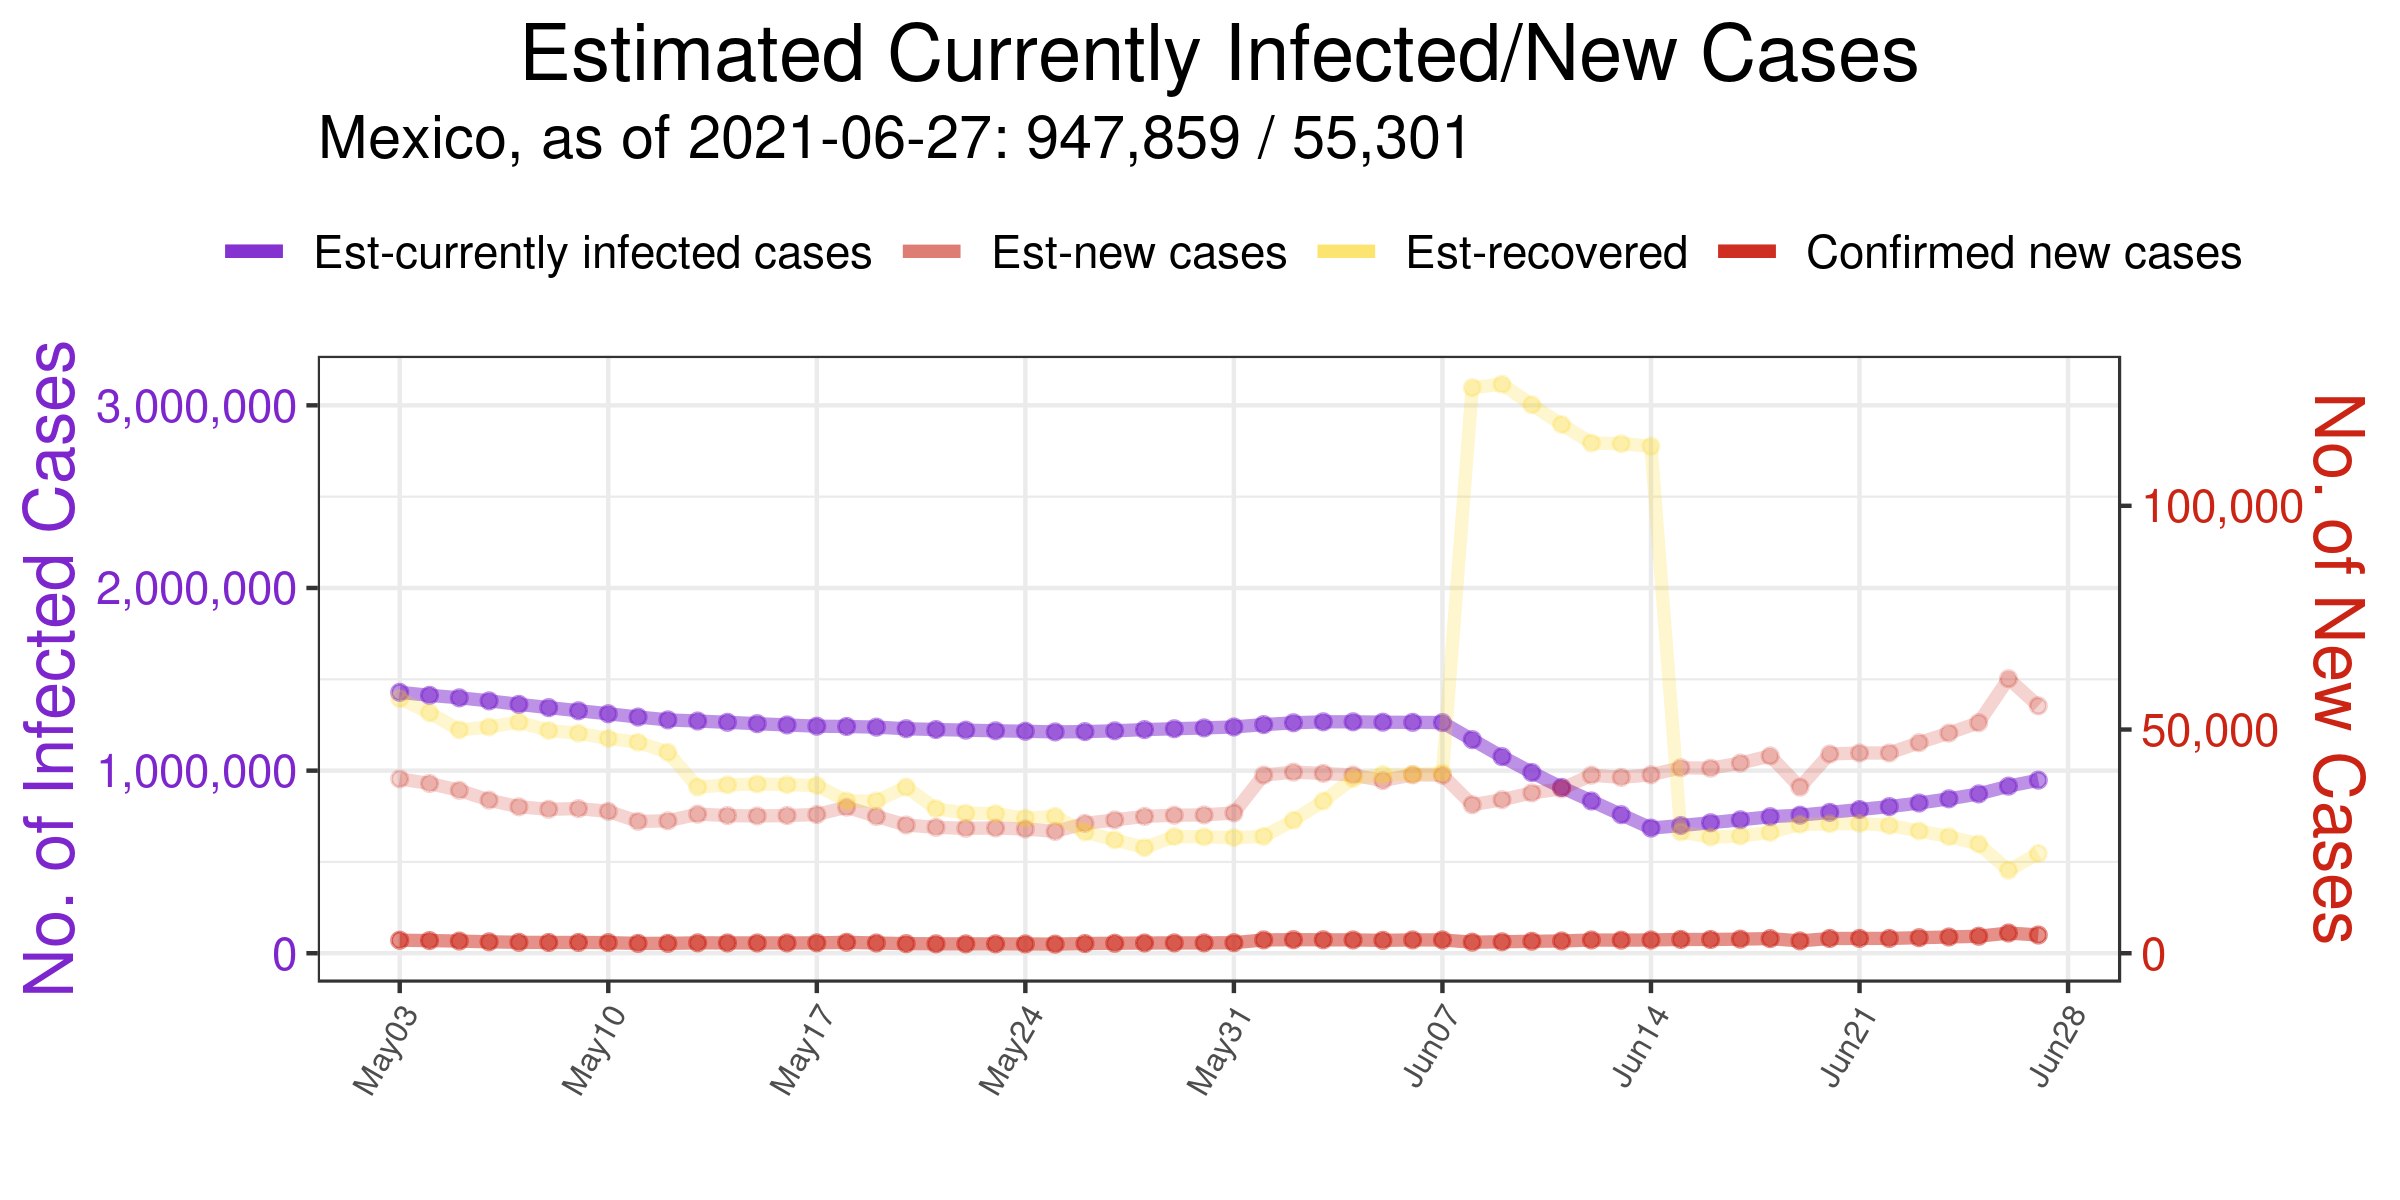 Estimated Currently Infected/New Cases
Mexico, as of 2021-06-27: 947,859 / 55,301
Est-currently infected cases Est-new cases Est-recovered Confirmed new cases
No. of Infected Cases
3,000,000
2,000,000
1,000,000
0
100,000
50,000
0
No. of New Cases
May03 May10 May17 May24 May31 Jun07 Jun14 Jun21 Jun28